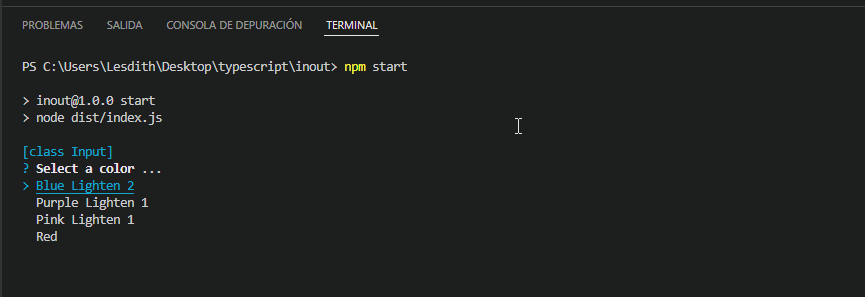 PROBLEMAS SALIDA CONSOLA DE DEPURACIÓN TERMINAL
PS C:\Users\Lesdith\Desktop\typescript\inout> npm start
> inout@1.0.0 start
> node dist/index.js
[class Input]
? Select a color ...
> Blue Lighten 2
Purple Lighten 1
Pink Lighten 1
Red